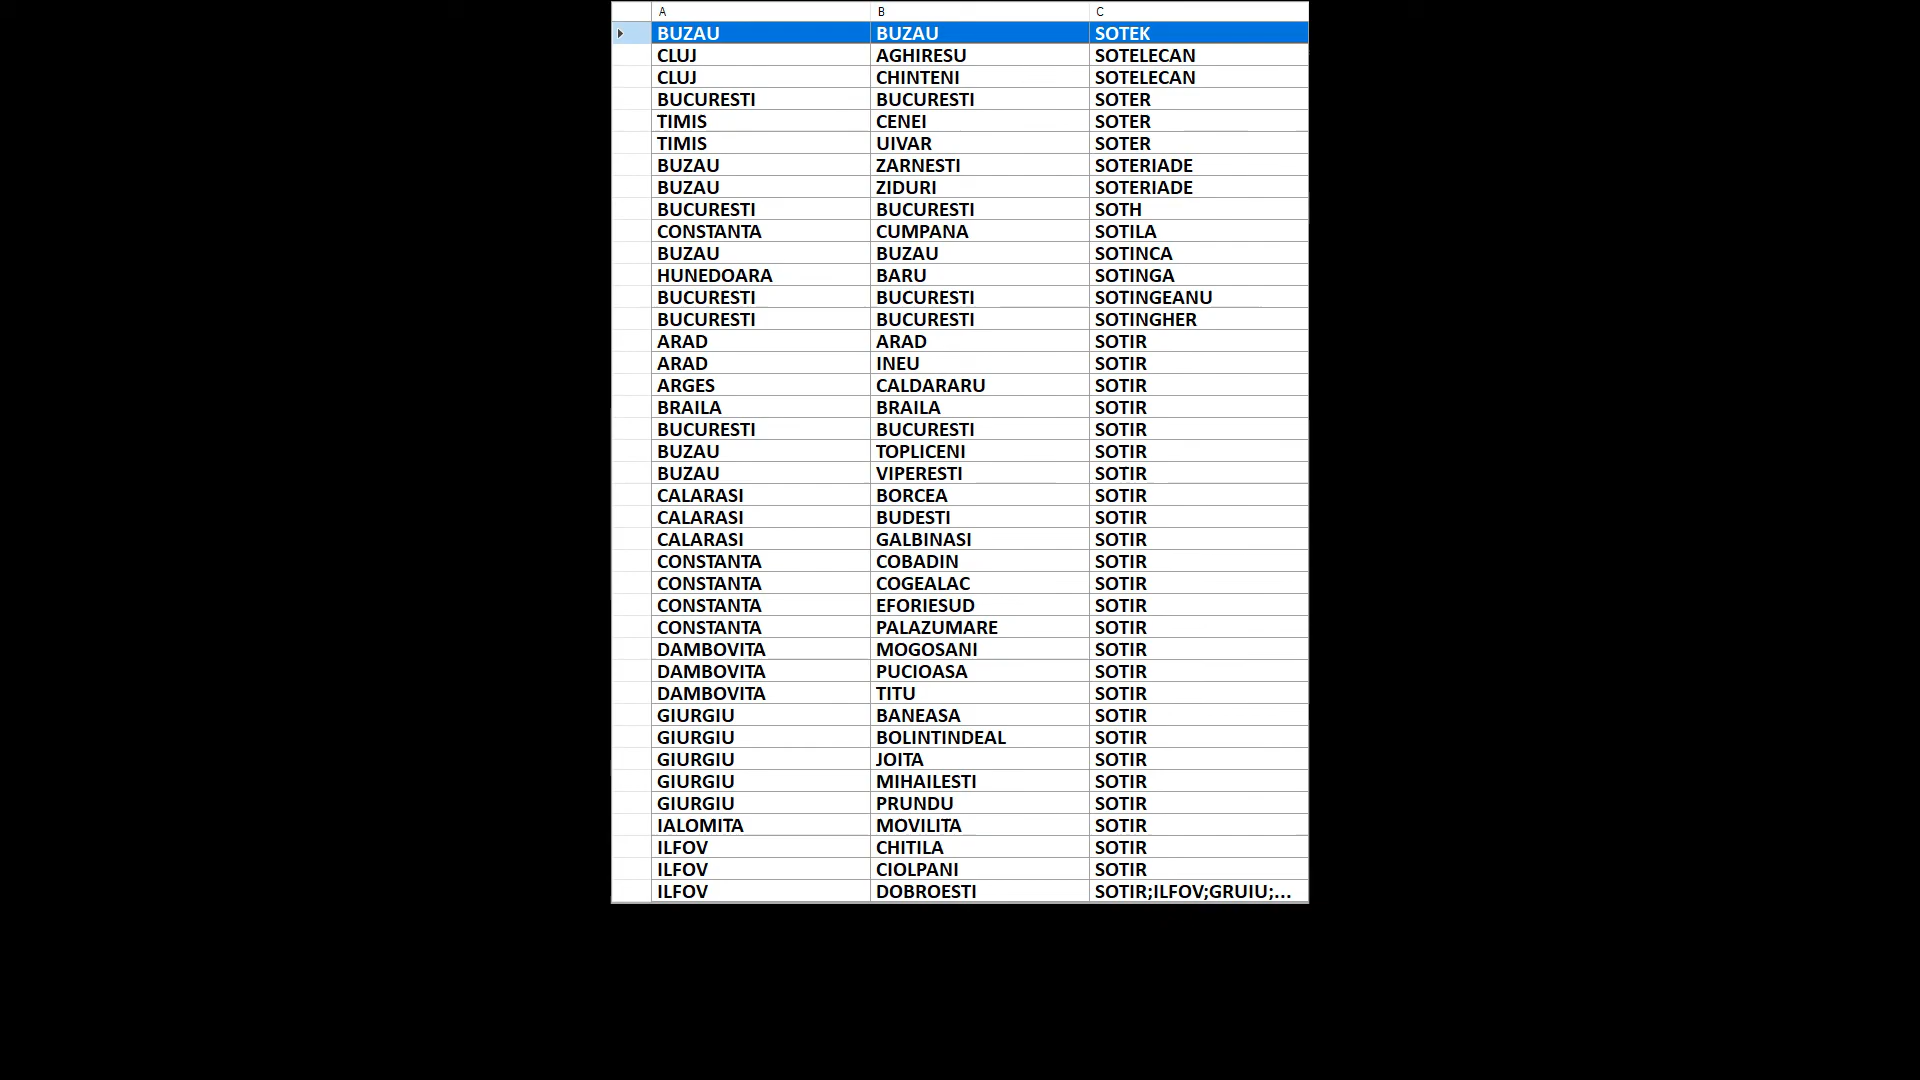 A B C
BUZAU BUZAU SOTEK
CLUJ AGHIRESU SOTELECAN
CLUJ CHINTENI SOTELECAN
BUCURESTI BUCURESTI SOTER
TIMIS CENEI SOTER
TIMIS UIVAR SOTER
BUZAU ZARNESTI SOTERIADE
BUZAU ZIDURI SOTERIADE
BUCURESTI BUCURESTI SOTH
CONSTANTA CUMPANA SOTILA
BUZAU BUZAU SOTINCA
HUNEDOARA BARU SOTINGA
BUCURESTI BUCURESTI SOTINGEANU
BUCURESTI BUCURESTI SOTINGHER
ARAD ARAD SOTIR
ARAD INEU SOTIR
ARGES CALDARARU SOTIR
BRAILA BRAILA SOTIR
BUCURESTI BUCURESTI SOTIR
BUZAU TOPLICENI SOTIR
BUZAU VIPERESTI SOTIR
CALARASI BORCEA SOTIR
CALARASI BUDESTI SOTIR
CALARASI GALBINASI SOTIR
CONSTANTA COBADIN SOTIR
CONSTANTA COGEALAC SOTIR
CONSTANTA EFORIESUD SOTIR
CONSTANTA PALAZUMARE SOTIR
DAMBOVITA MOGOSANI SOTIR
DAMBOVITA PUCIOASA SOTIR
DAMBOVITA TITU SOTIR
GIURGIU BANEASA SOTIR
GIURGIU BOLINTINDEAL SOTIR
GIURGIU JOITA SOTIR
GIURGIU MIHAILESTI SOTIR
GIURGIU PRUNDU SOTIR
IALOMITA MOVILITA SOTIR
ILFOV CHITILA SOTIR
ILFOV CIOLPANI SOTIR
ILFOV DOBROESTI SOTIR;ILFOV;GRUIU;...